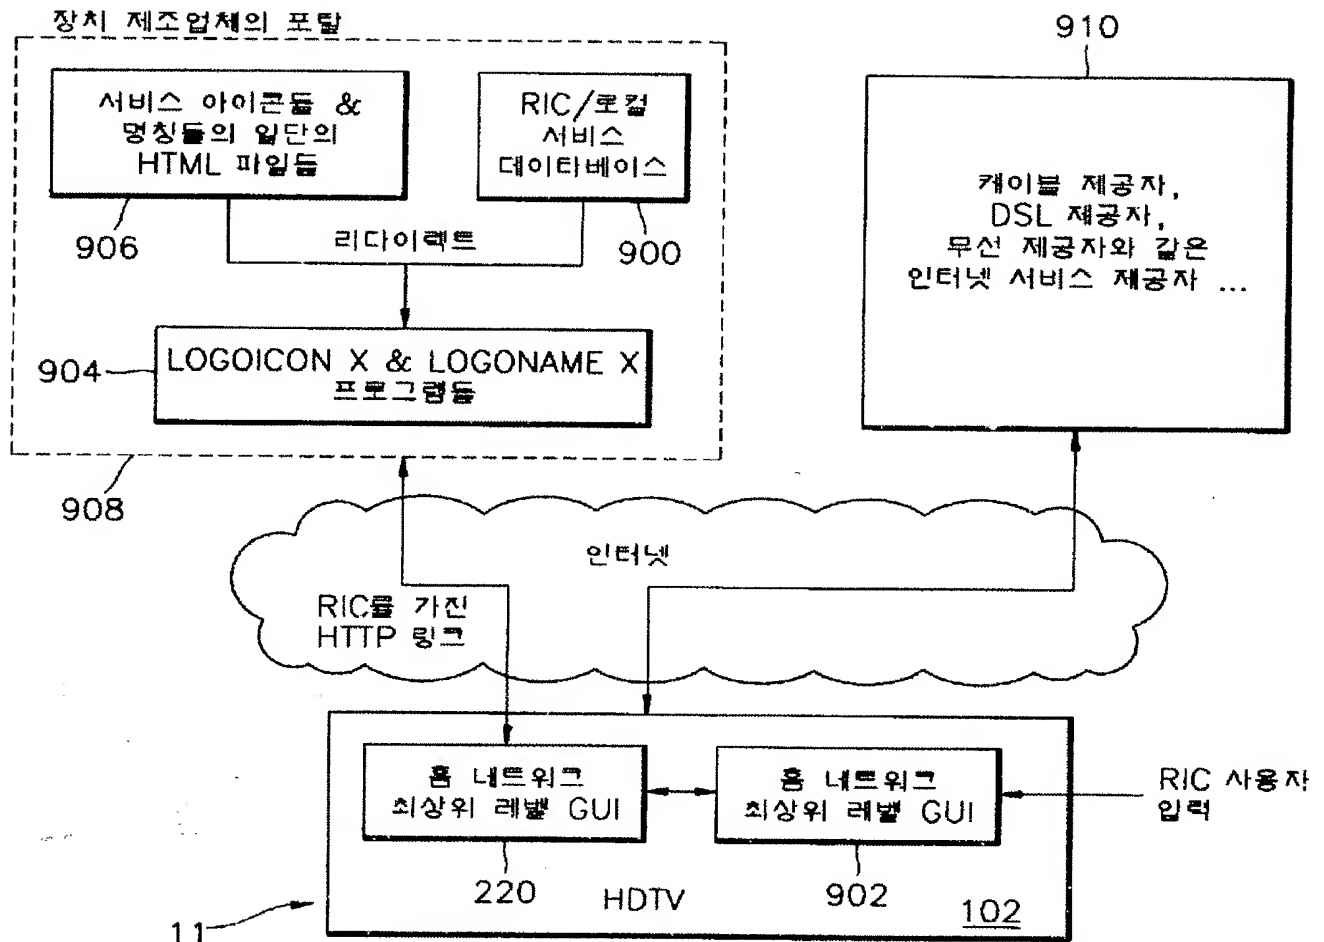 장치 제조업체의 포탈
910
서비스 아이콘들 &
명칭들의 일단의
HTML 파일들
RIC/로컬
서비스
데이타베이스
906
리다이렉트
900
케이블 제공자,
DSL 제공자,
무선 제공자와 같은
인터넷 서비스 제공자 ...
904
LOGOICON X & LOGONAME X
프로그램들
908
인터넷
RIC를 가진
HTTP 링크
홈 네트워크
최상위 레벨 GUI
홈 네트워크
최상위 레벨 GUI
RIC 사용자
입력
220
HDTV
902
102
11